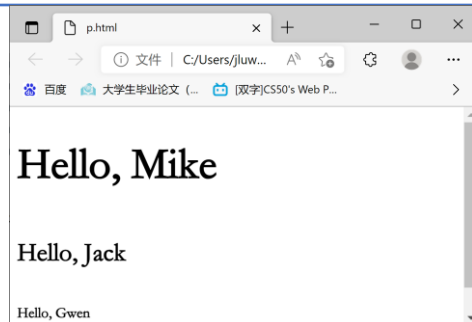 p.html
文件 | C:/Users/jluw...
百度 大学生毕业论文 (... [双字]CS50's Web P...
Hello, Mike
Hello, Jack
Hello, Gwen